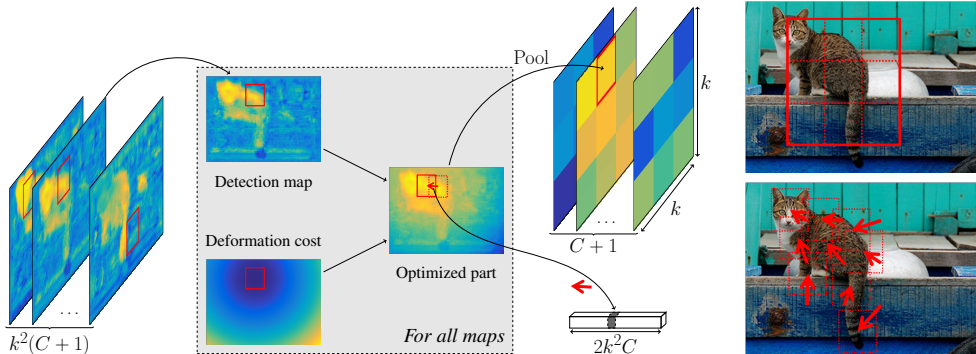 Detection map
Deformation cost
Optimized part
For all maps
k²(C + 1)
. . .
Pool
k
k
. . .
C + 1
2k²C